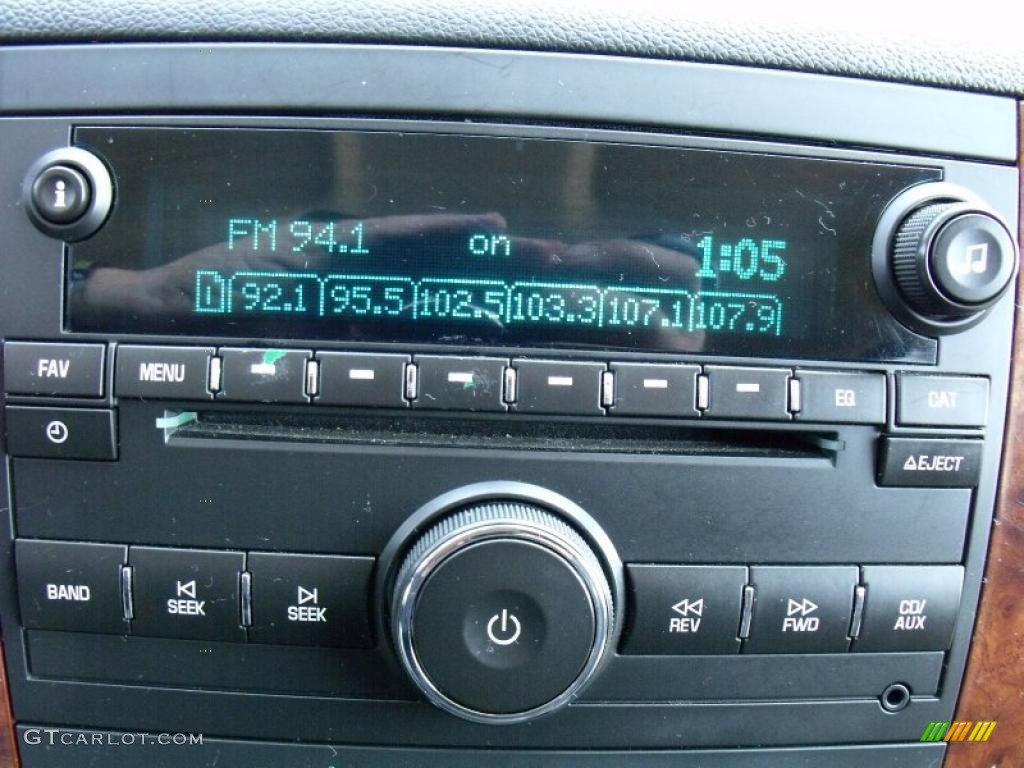 i
FM 94.1 on 1:05
1 92.1 95.5 102.5 103.3 107.1 107.9
FAV MENU EQ CAT
EJECT
BAND SEEK SEEK REV FWD CD/ AUX
GTcarlot.com